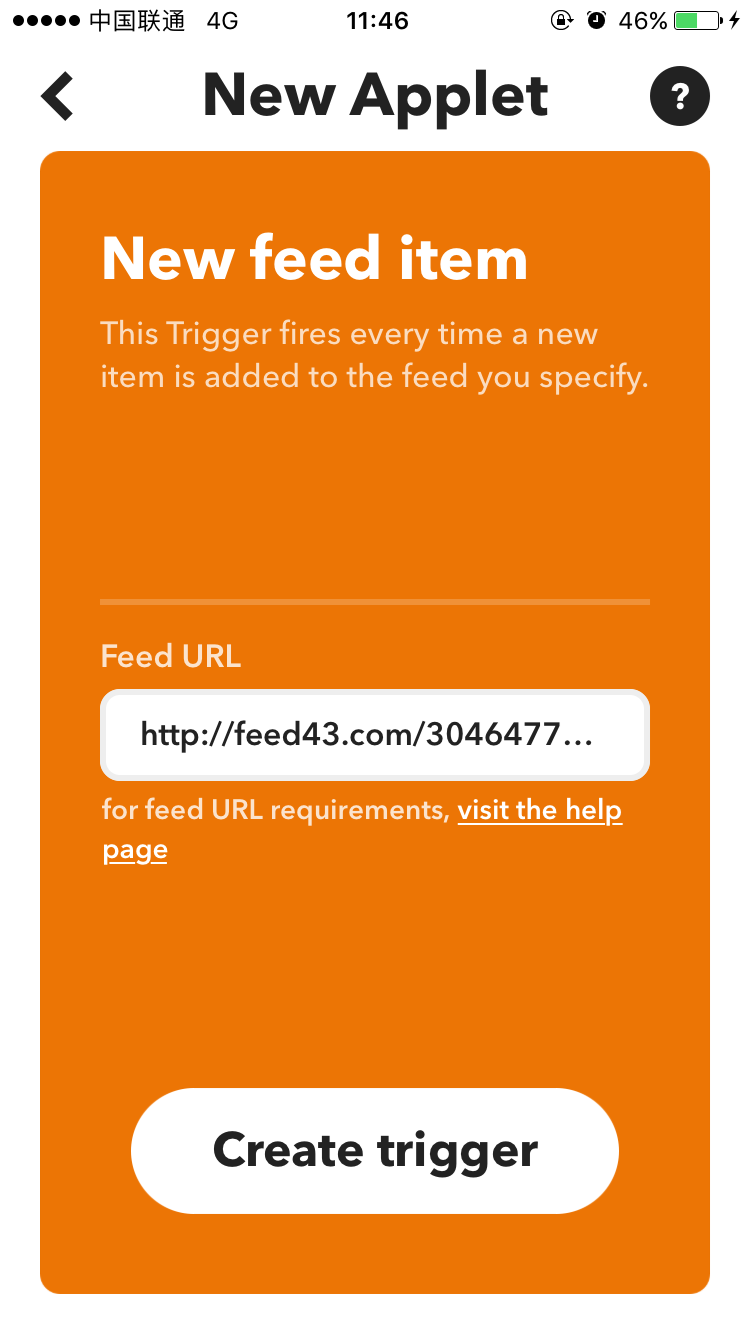 中国联通 4G 11:46 46%
New Applet
?
New feed item
This Trigger fires every time a new
item is added to the feed you specify.
Feed URL
http://feed43.com/3046477...
for feed URL requirements, visit the help
page
Create trigger